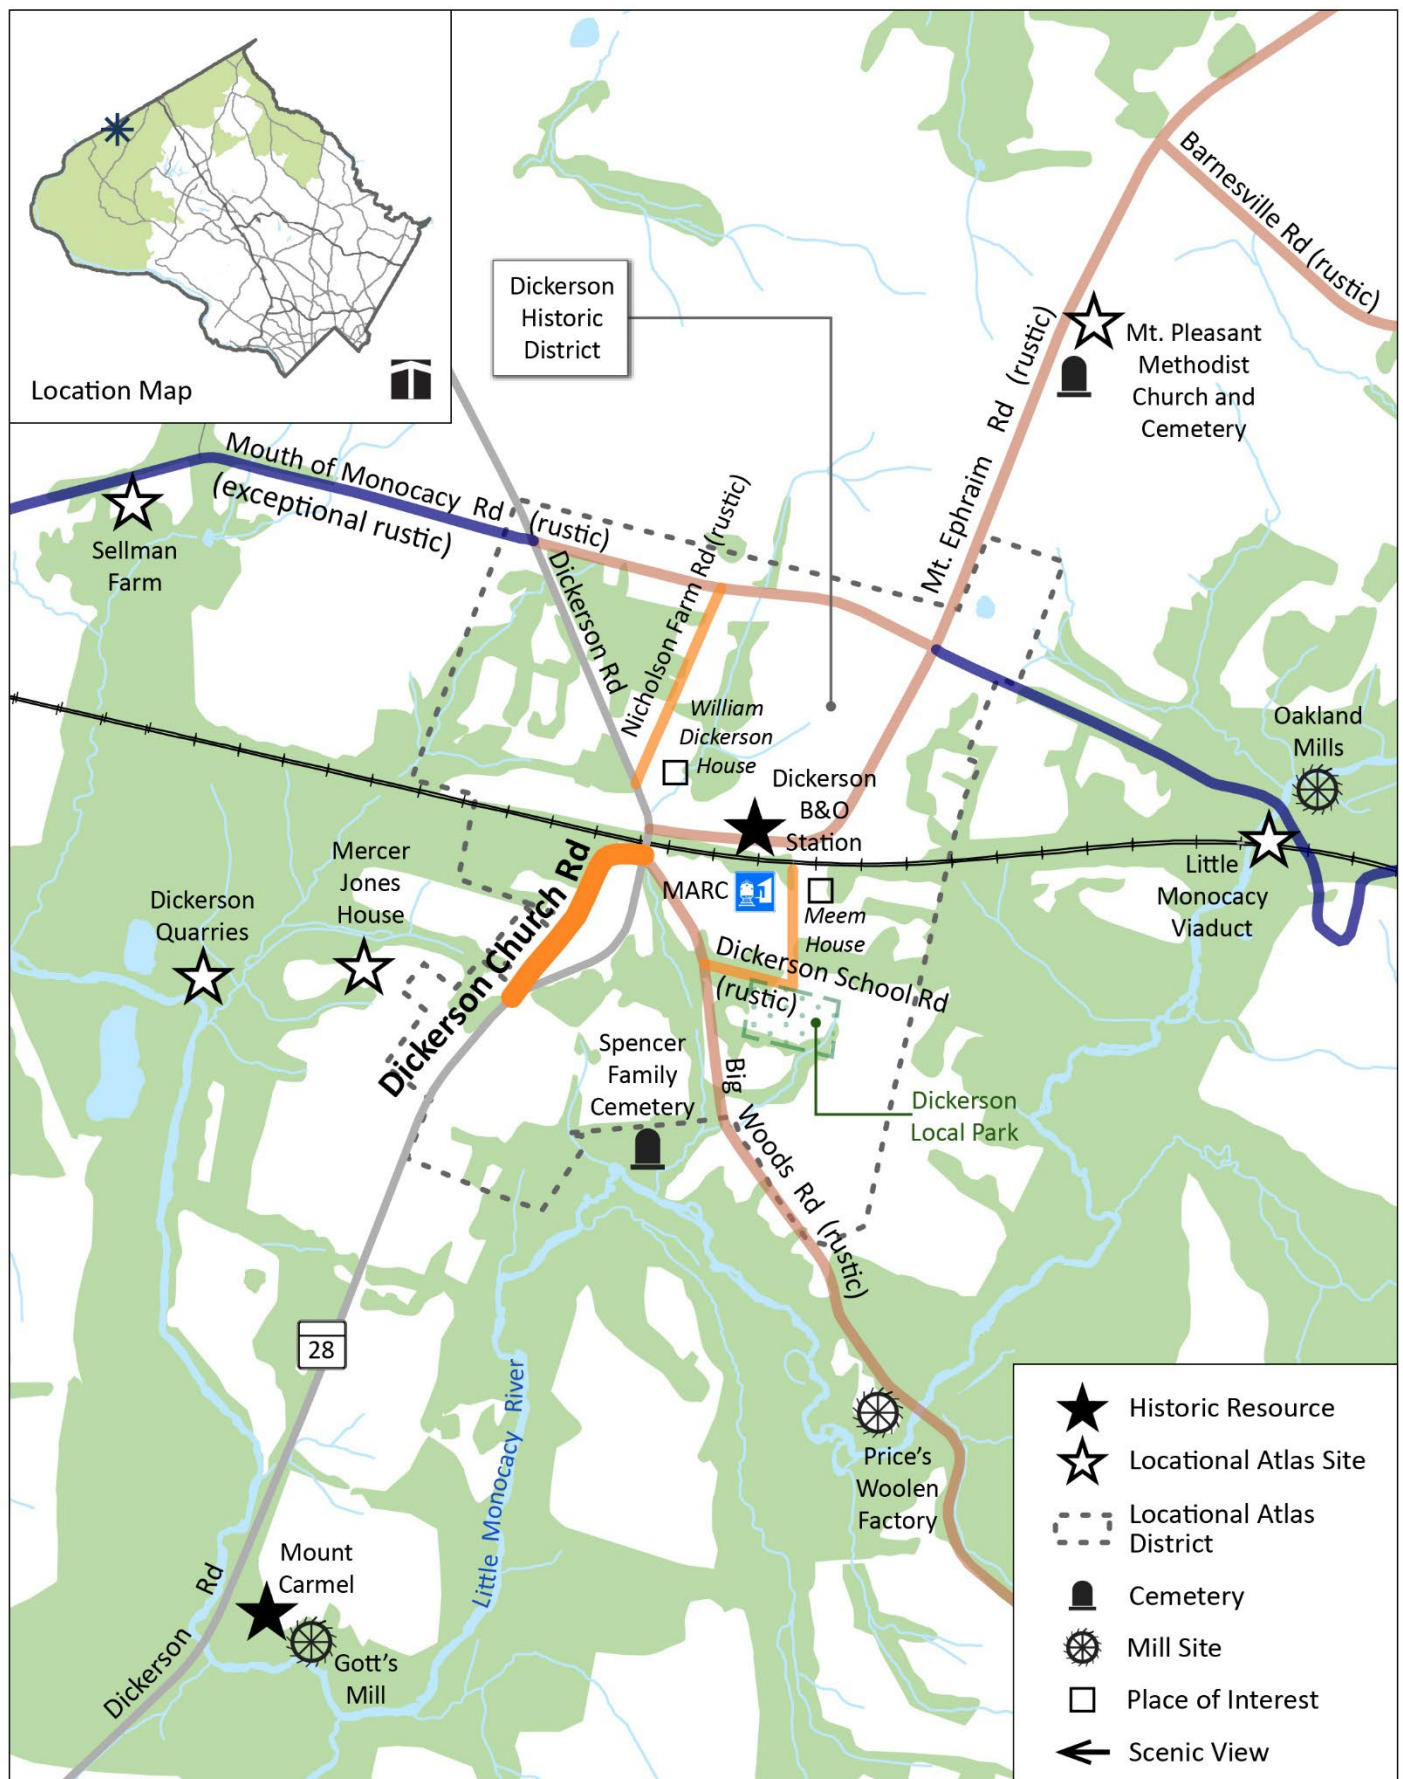 Location Map
Barnesville Rd (rustic)
Dickerson
Historic
District
Mt. Pleasant
Methodist
Church and
Cemetery
Mt. Ephraim Rd (rustic)
Mouth of Monocacy Rd
(exceptional rustic)
(rustic)
Sellman
Farm
Nicholson Farm Rd (rustic)
Dickerson Rd
William
Dickerson
House
Oakland
Mills
Dickerson
B&O
Station
Mercer
Jones
House
Dickerson Church Rd
MARC
Meem
House
Little
Monocacy
Viaduct
Dickerson
Quarries
Dickerson School Rd
(rustic)
Spencer
Family
Cemetery
Big Woods Rd (rustic)
Dickerson
Local Park
28
Little Monocacy River
Price's
Woolen
Factory
Mount
Carmel
Gott's
Mill
Dickerson Rd
Historic Resource
Locational Atlas Site
Locational Atlas
District
Cemetery
Mill Site
Place of Interest
Scenic View